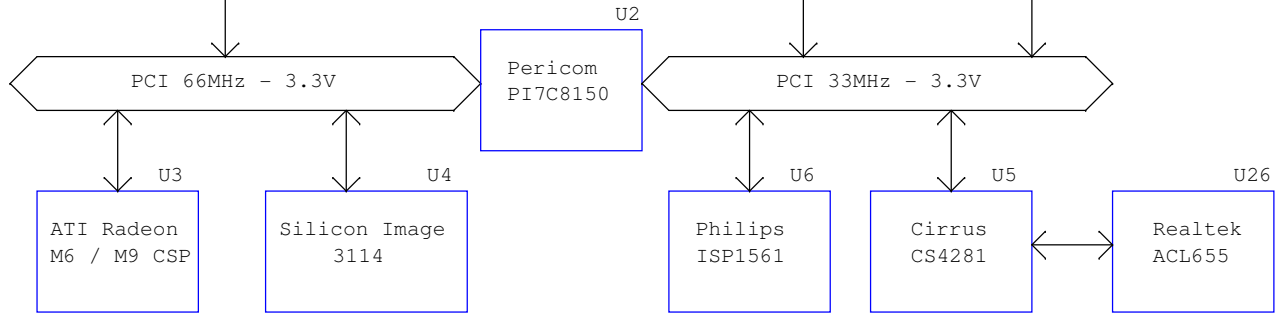 U2
PCI 66MHz - 3.3V
Pericom
PI7C8150
PCI 33MHz - 3.3V
U3
ATI Radeon
M6 / M9 CSP
U4
Silicon Image
3114
U6
Philips
ISP1561
U5
Cirrus
CS4281
U26
Realtek
ACL655